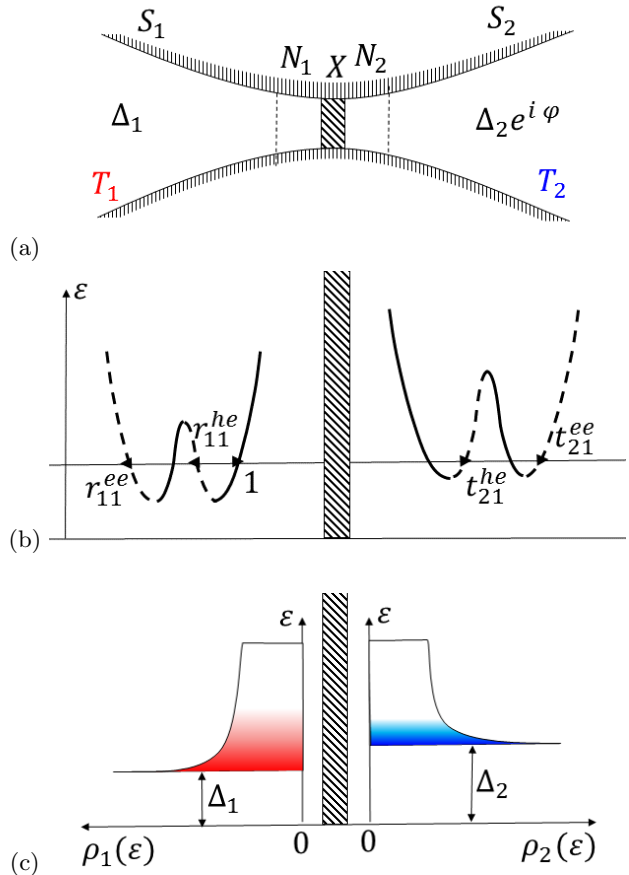 S₁ N₁ X N₂ S₂
Δ₁ Δ₂e^{iφ}
T₁ T₂
(a)
ε
r₁₁^{he} t₂₁^{ee}
r₁₁^{ee} 1 t₂₁^{he}
(b)
ε ε
Δ₁ Δ₂
ρ₁(ε) 0 0 ρ₂(ε)
(c)